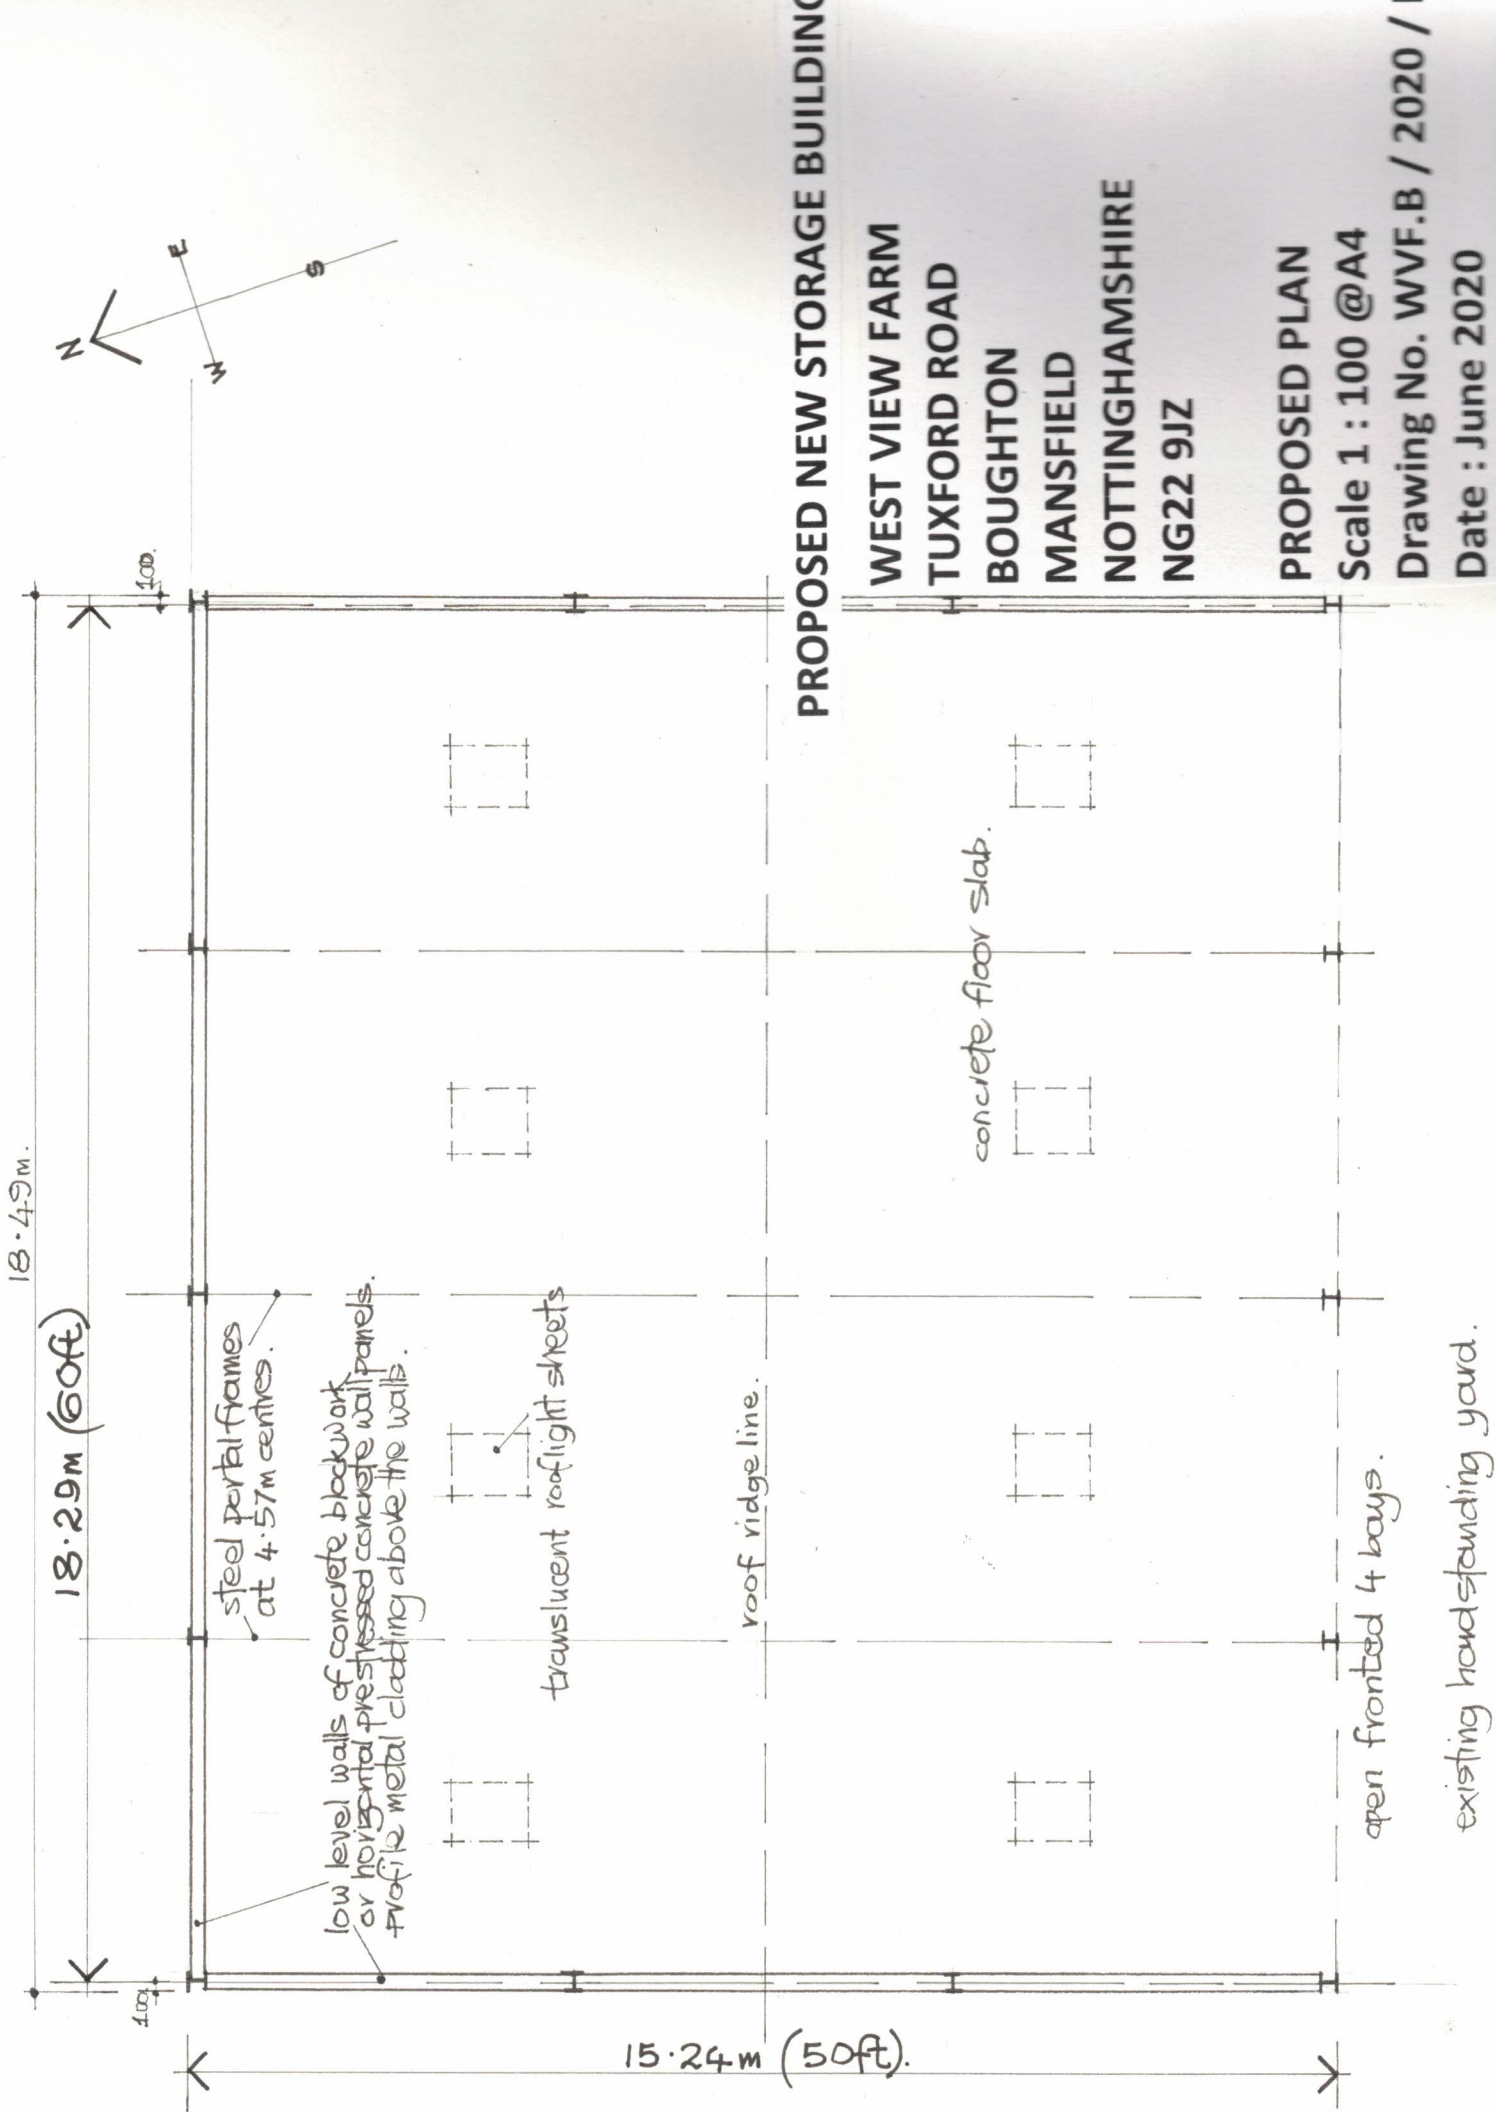 18.49m.
18.29m (60ft)
100.
100.
N
E
W
S
steel portal frames
at 4.57m centres.
low level walls of concrete blockwork
or horizontal prestressed concrete wall panels.
profile metal cladding above the walls.
translucent rooflight sheets
roof ridge line.
concrete floor slab.
15.24m (50ft).
open fronted 4 bays.
existing hardstanding yard.
PROPOSED NEW STORAGE BUILDING
WEST VIEW FARM
TUXFORD ROAD
BOUGHTON
MANSFIELD
NOTTINGHAMSHIRE
NG22 9JZ
PROPOSED PLAN
Scale 1 : 100 @A4
Drawing No. WVF.B / 2020 /
Date : June 2020